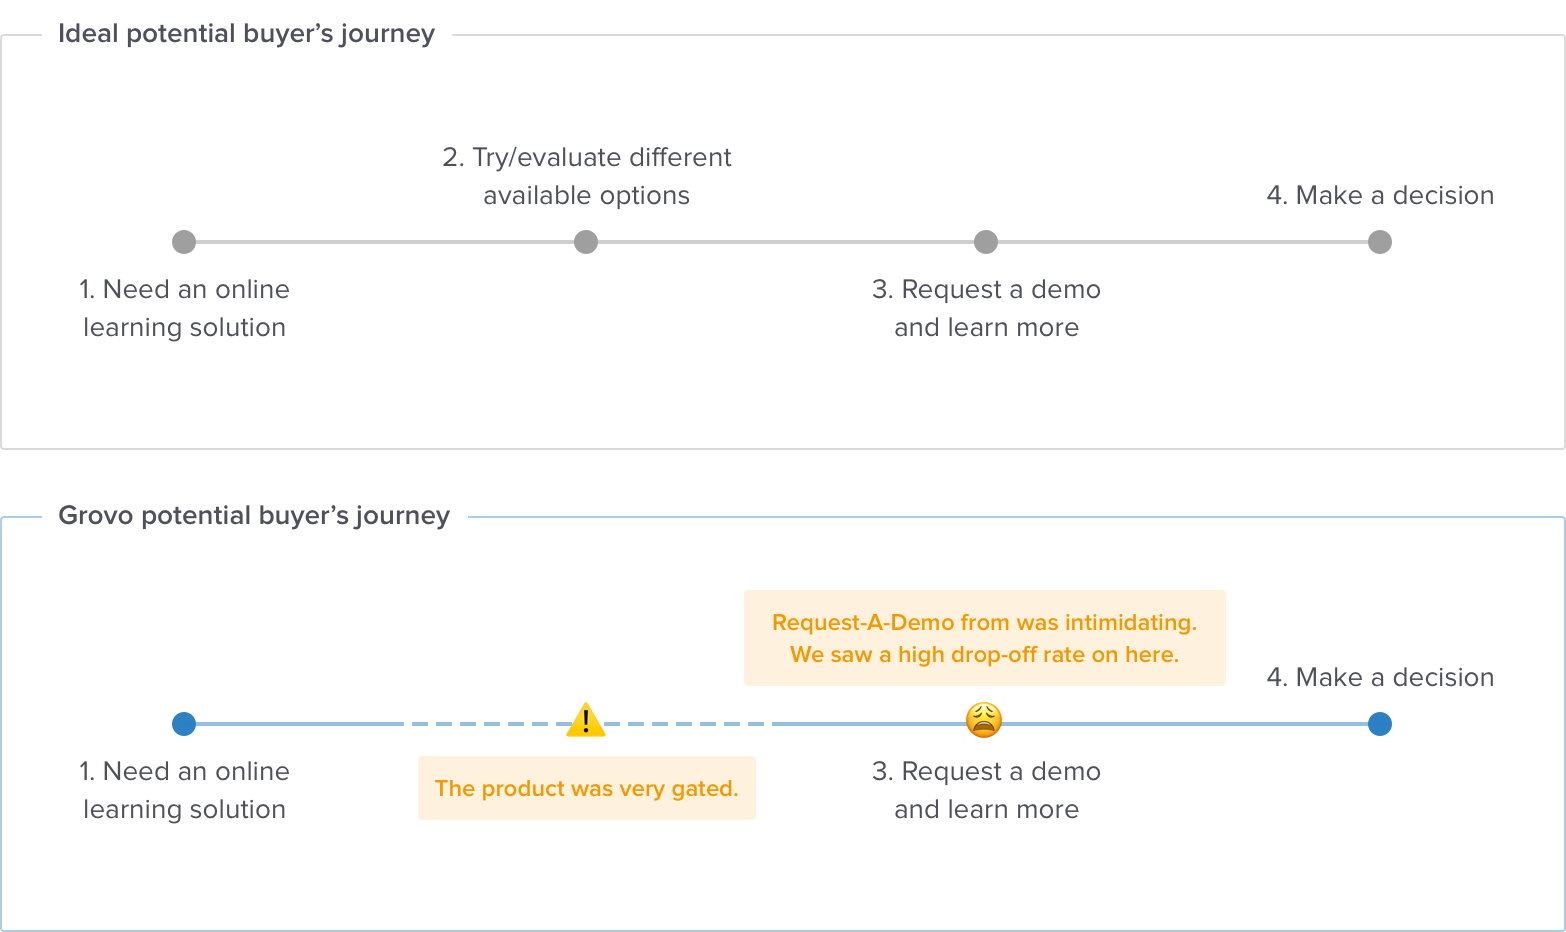 Ideal potential buyer’s journey
2. Try/evaluate different
available options
4. Make a decision
1. Need an online
learning solution
3. Request a demo
and learn more
Grovo potential buyer’s journey
Request-A-Demo from was intimidating.
We saw a high drop-off rate on here.
4. Make a decision
1. Need an online
learning solution
The product was very gated.
3. Request a demo
and learn more